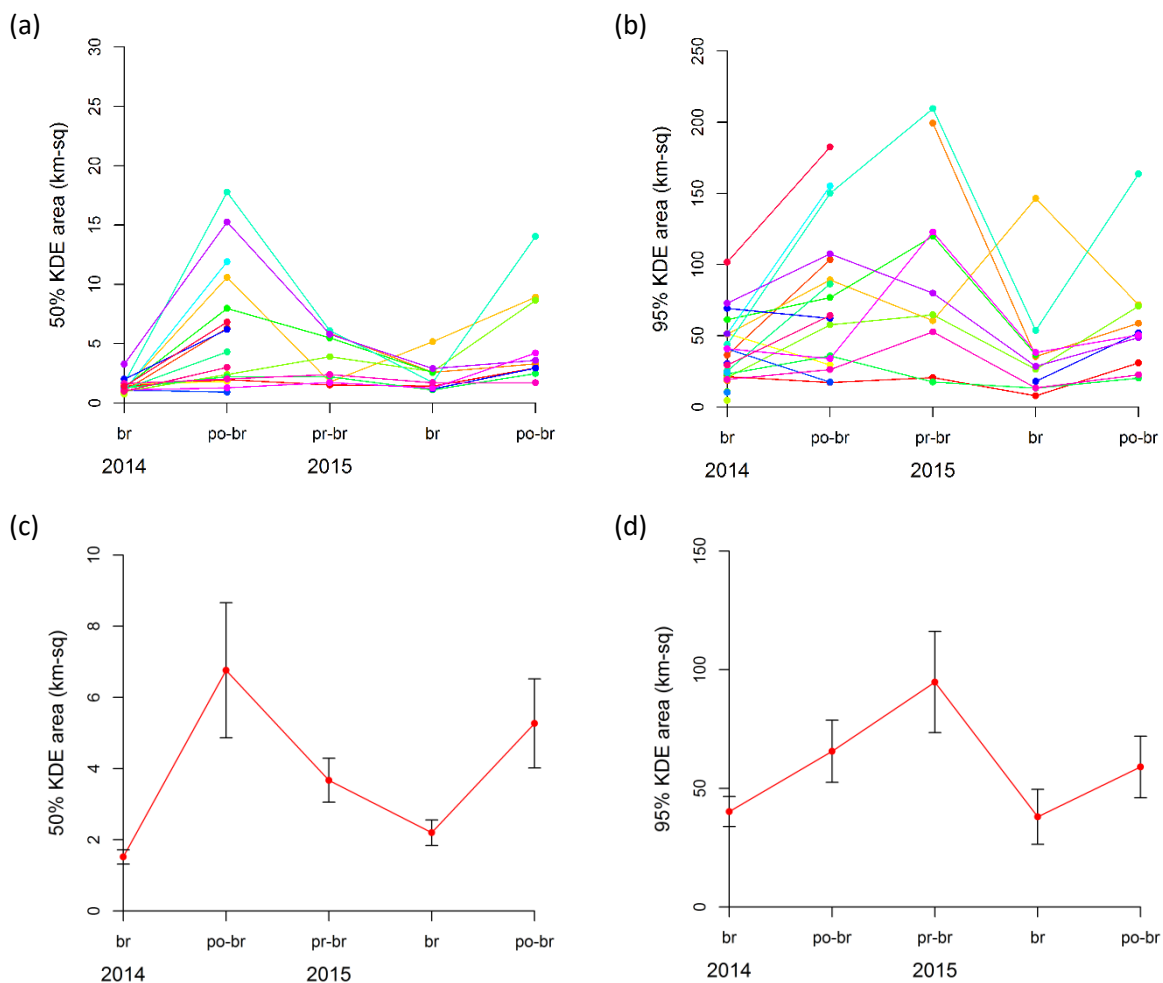 (a)
50% KDE area (km-sq)
30
25
20
15
10
5
0
br
po-br
pr-br
br
po-br
2014
2015
(b)
95% KDE area (km-sq)
250
200
150
100
50
0
br
po-br
pr-br
br
po-br
2014
2015
(c)
50% KDE area (km-sq)
10
8
6
4
2
0
br
po-br
pr-br
br
po-br
2014
2015
(d)
95% KDE area (km-sq)
150
100
50
0
br
po-br
pr-br
br
po-br
2014
2015